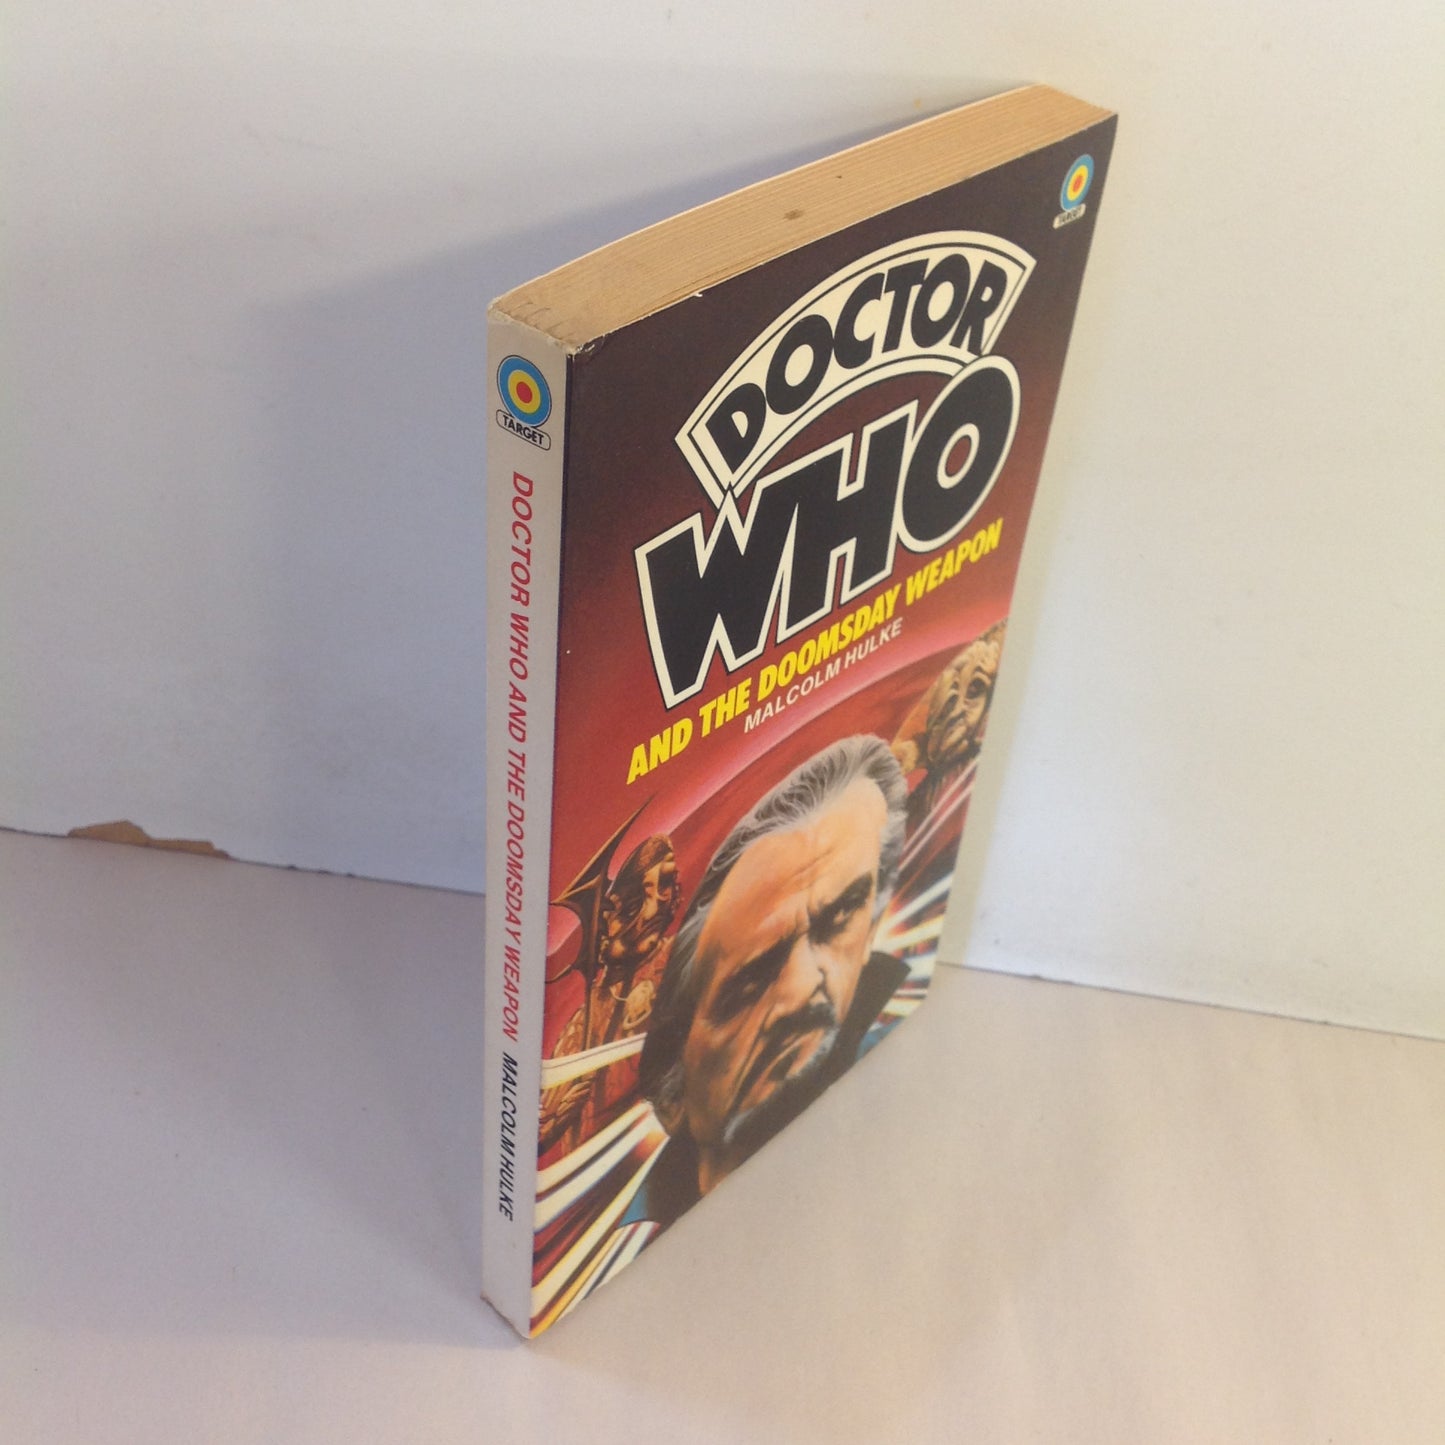 TARGET
DOCTOR WHO AND THE DOOMSDAY WEAPON MALCOLM HULKE
TARGET
DOCTOR
WHO
AND THE DOOMSDAY WEAPON
MALCOLM HULKE